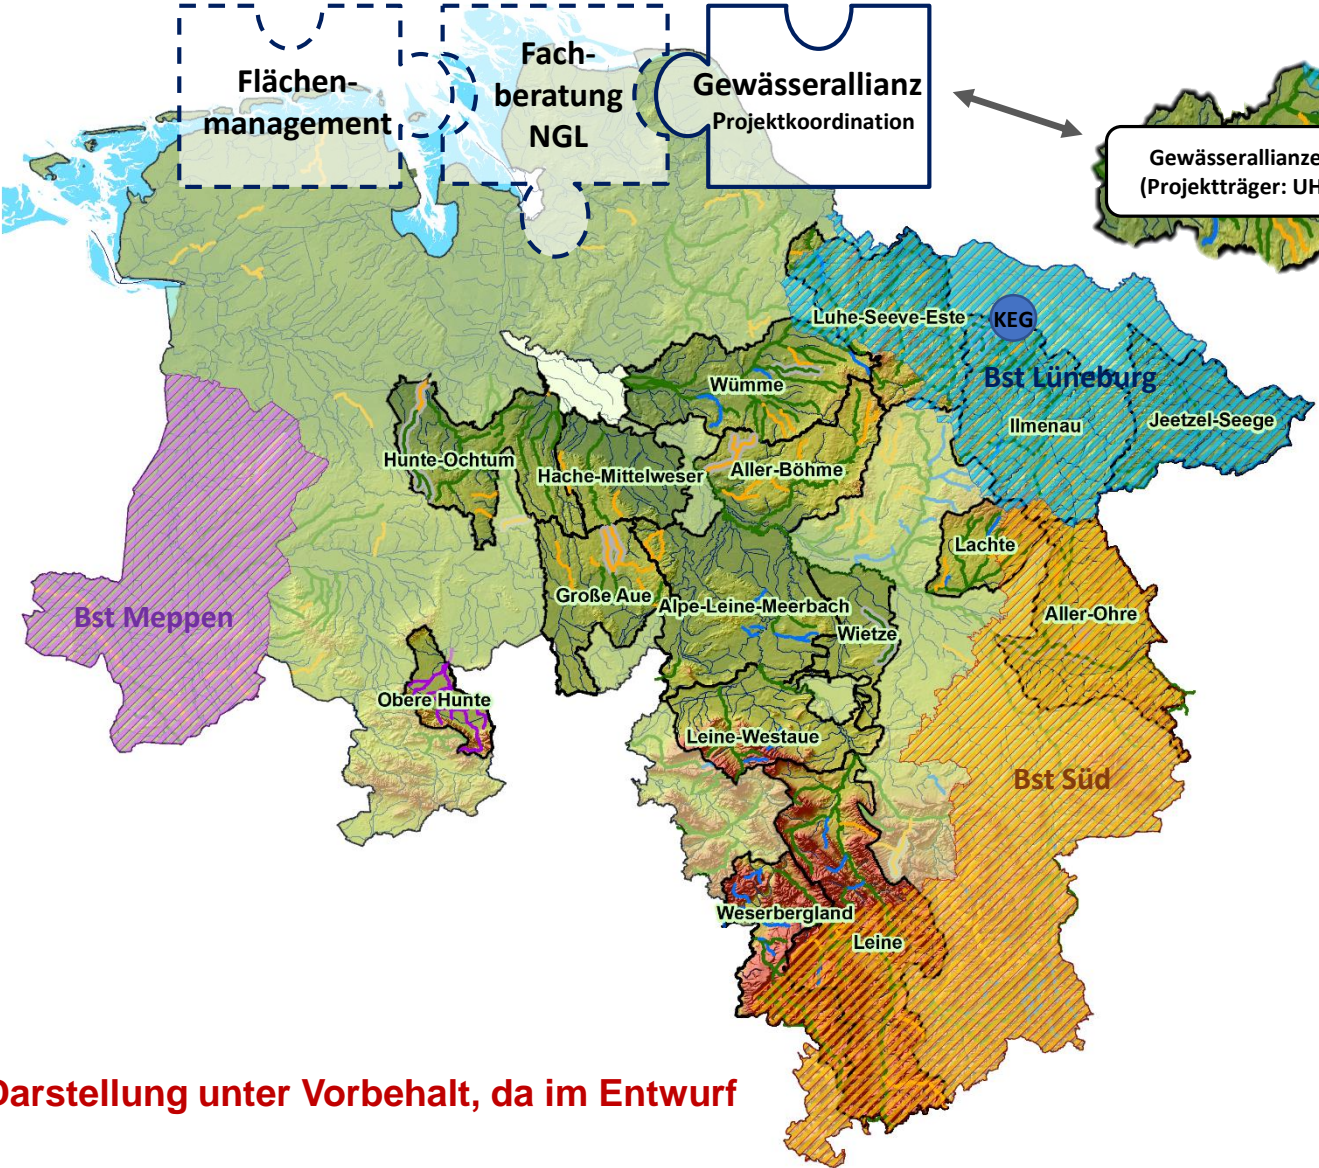 Flächen-
management
Fach-
beratung
NGL
Gewässerallianz
Projektkoordination
Gewässerallianze
(Projektträger: UH
Luhe-Seeve-Este
KEG
Bst Lüneburg
Wümme
Ilmenau
Jeetzel-Seege
Hunte-Ochtum
Hache-Mittelweser
Aller-Böhme
Lachte
Große Aue
Alpe-Leine-Meerbach
Wietze
Aller-Ohre
Bst Meppen
Obere Hunte
Leine-Westaue
Bst Süd
Weserbergland
Leine
Darstellung unter Vorbehalt, da im Entwurf